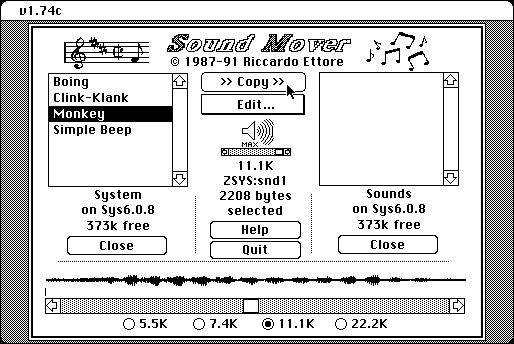 v1.74c
Sound Mover
© 1987-91 Riccardo Ettore
Boing
Clink-Klank
Monkey
Simple Beep
>> Copy >>
Edit...
MAX
11.1K
ZSYS:snd1
2208 bytes
selected
System
on Sys6.0.8
373k free
Close
Help
Quit
Sounds
on Sys6.0.8
373k free
Close
5.5K 7.4K 11.1K 22.2K